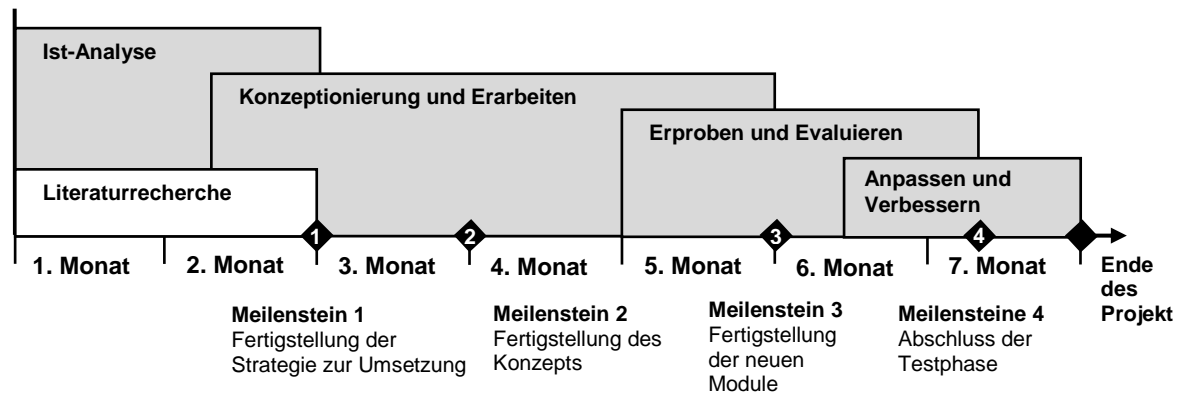 Ist-Analyse
Konzeptionierung und Erarbeiten
Erproben und Evaluieren
Anpassen und
Verbessern
Literaturrecherche
1
2
3
4
1. Monat
2. Monat
3. Monat
4. Monat
5. Monat
6. Monat
7. Monat
Ende
des
Projekt
Meilenstein 1
Fertigstellung der
Strategie zur Umsetzung
Meilenstein 2
Fertigstellung des
Konzepts
Meilenstein 3
Fertigstellung
der neuen
Module
Meilensteine 4
Abschluss der
Testphase